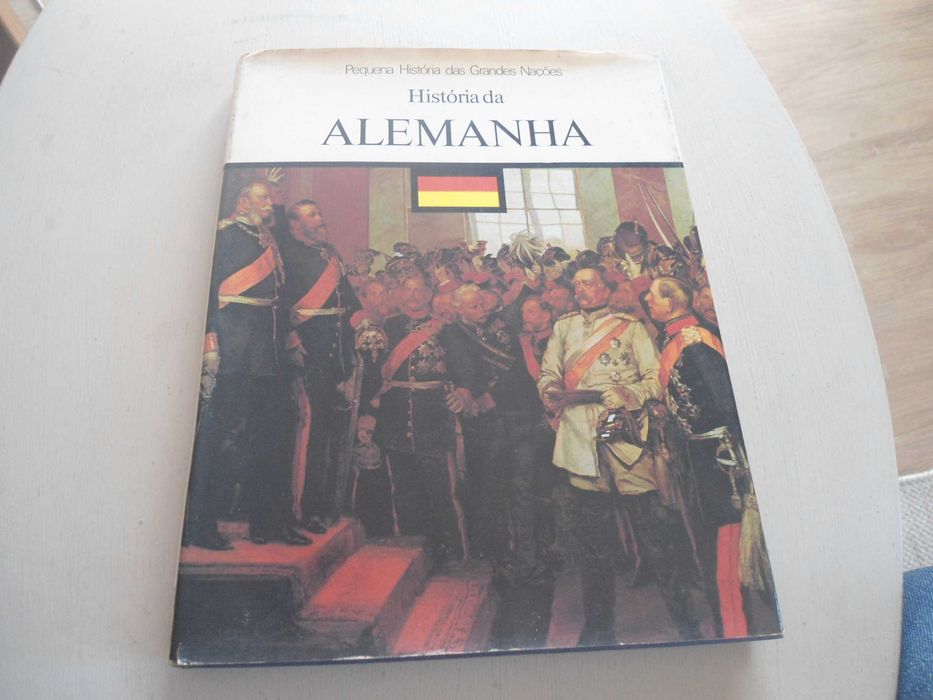 Pequena História das Grandes Nações
História da
ALEMANHA